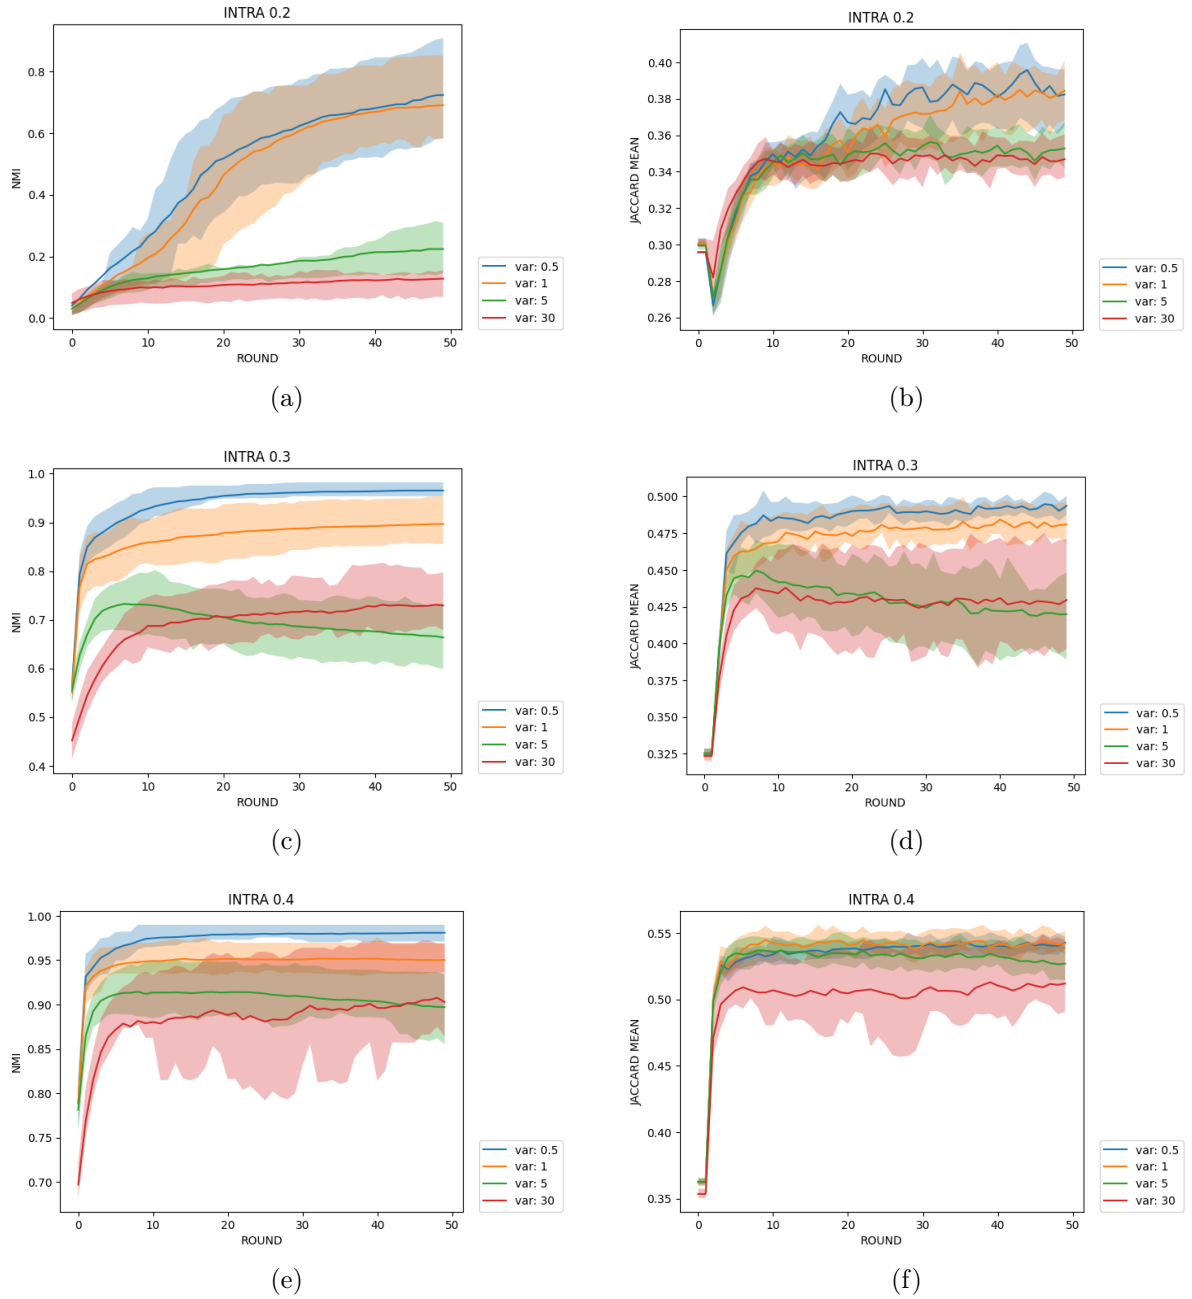 INTRA 0.2
NMI
0.8
0.6
0.4
0.2
0.0
0 10 20 30 40 50
ROUND
var: 0.5
var: 1
var: 5
var: 30
(a)
INTRA 0.2
JACCARD MEAN
0.40
0.38
0.36
0.34
0.32
0.30
0.28
0.26
0 10 20 30 40 50
ROUND
var: 0.5
var: 1
var: 5
var: 30
(b)
INTRA 0.3
NMI
1.0
0.9
0.8
0.7
0.6
0.5
0.4
0 10 20 30 40 50
ROUND
var: 0.5
var: 1
var: 5
var: 30
(c)
INTRA 0.3
JACCARD MEAN
0.500
0.475
0.450
0.425
0.400
0.375
0.350
0.325
0 10 20 30 40 50
ROUND
var: 0.5
var: 1
var: 5
var: 30
(d)
INTRA 0.4
NMI
1.00
0.95
0.90
0.85
0.80
0.75
0.70
0 10 20 30 40 50
ROUND
var: 0.5
var: 1
var: 5
var: 30
(e)
INTRA 0.4
JACCARD MEAN
0.55
0.50
0.45
0.40
0.35
0 10 20 30 40 50
ROUND
var: 0.5
var: 1
var: 5
var: 30
(f)